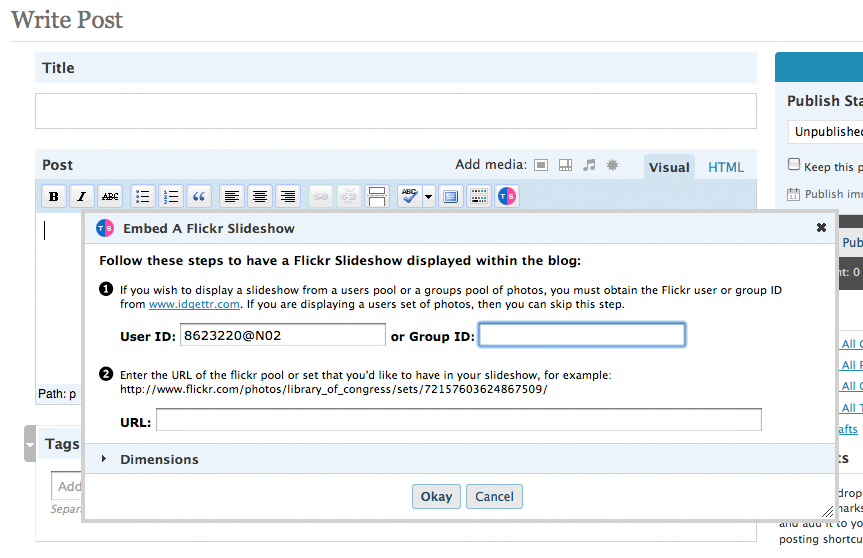 Write Post
Title
Post
Add media:
Visual
HTML
B I ABC
ABC
T S
Embed A Flickr Slideshow
Follow these steps to have a Flickr Slideshow displayed within the blog:
1 If you wish to display a slideshow from a users pool or a groups pool of photos, you must obtain the Flickr user or group ID
from www.idgettr.com. If you are displaying a users set of photos, then you can skip this step.
User ID: 8623220@N02 or Group ID:
2 Enter the URL of the flickr pool or set that you'd like to have in your slideshow, for example:
http://www.flickr.com/photos/library_of_congress/sets/72157603624867509/
URL:
Dimensions
Okay Cancel
Path: p
Tags
Add
Separ
Publish Sta
Unpublished
Keep this p
Publish imm
Pub
nt: 0
All C
All P
All C
All T
afts
ts
drop
marks
and add it to yo
posting shortcu